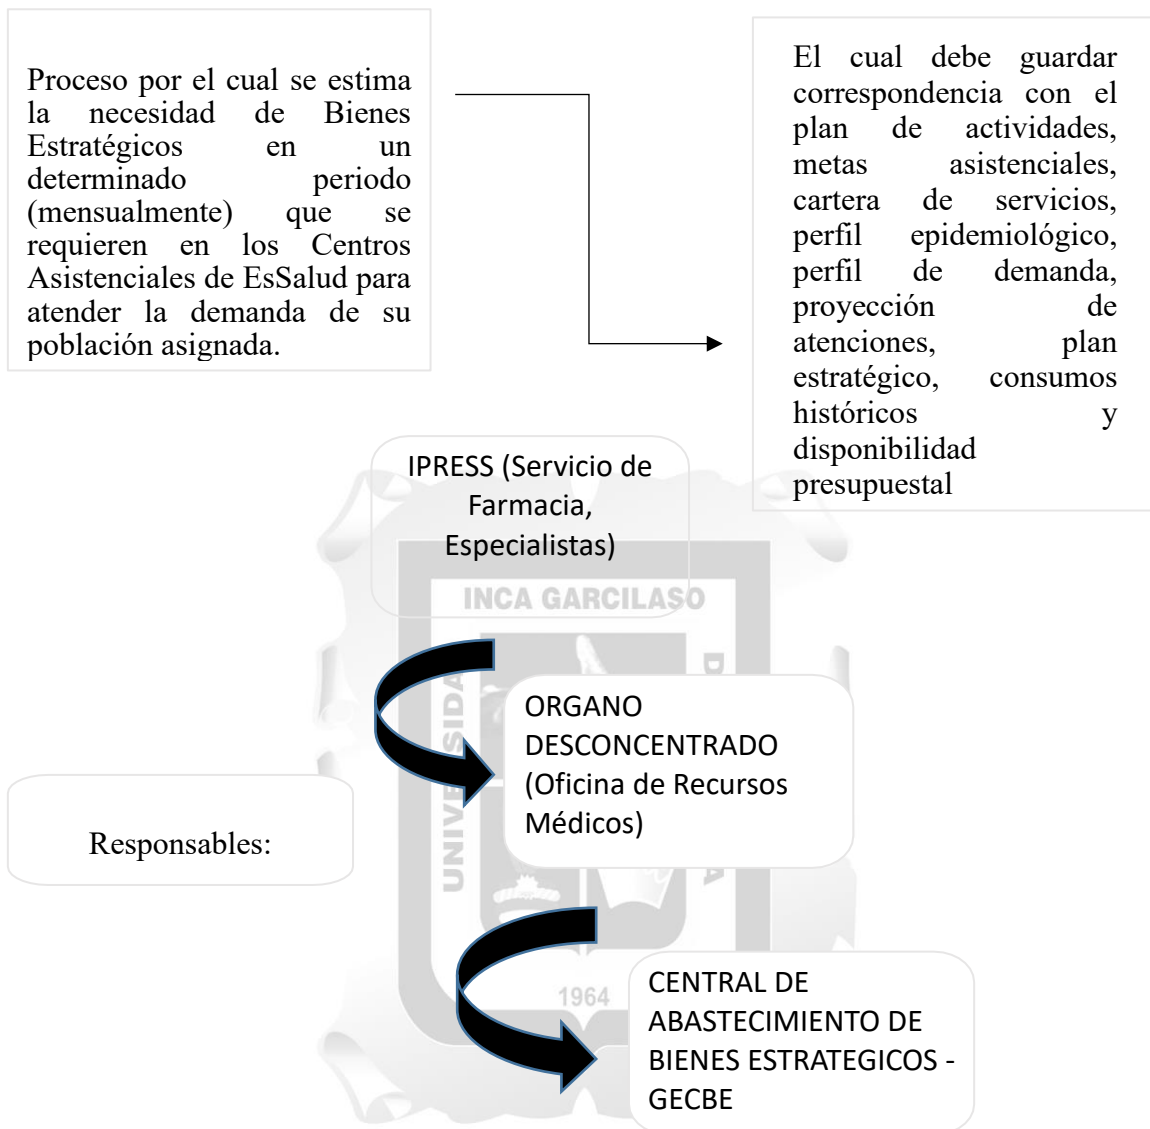 Proceso por el cual se estima
la necesidad de Bienes
Estratégicos en un
determinado periodo
(mensualmente) que se
requieren en los Centros
Asistenciales de EsSalud para
atender la demanda de su
población asignada.
El cual debe guardar
correspondencia con el
plan de actividades,
metas asistenciales,
cartera de servicios,
perfil epidemiológico,
perfil de demanda,
proyección de
atenciones, plan
estratégico, consumos
históricos y
disponibilidad
presupuestal
IPRESS (Servicio de
Farmacia,
Especialistas)
INCA GARCILASO
ORGANO
DESCONCENTRADO
(Oficina de Recursos
Médicos)
Responsables:
1964
CENTRAL DE
ABASTECIMIENTO DE
BIENES ESTRATEGICOS -
GECBE